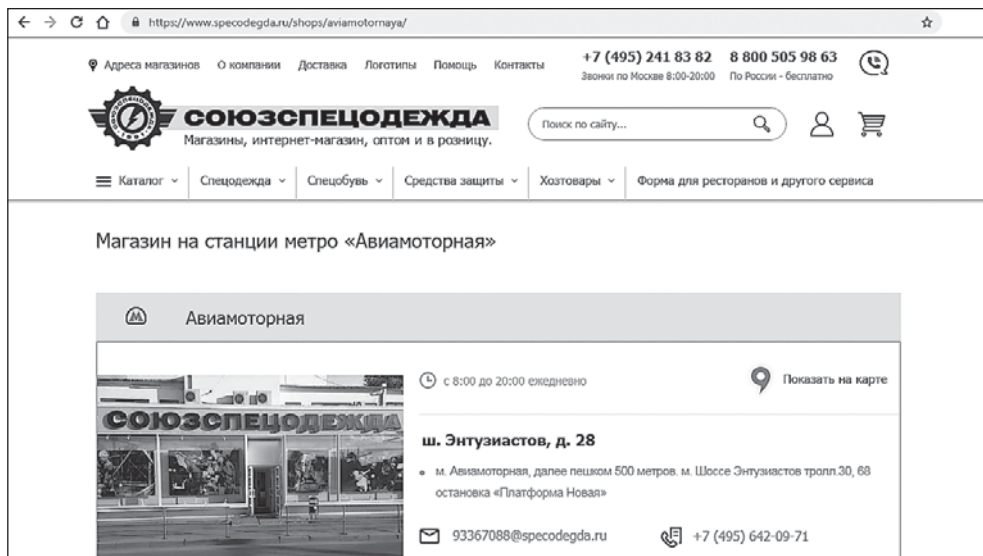 https://www.specodegda.ru/shops/aviamotornaya/
Адреса магазинов О компании Доставка Логотипы Помощь Контакты
+7 (495) 241 83 82 8 800 505 98 63
Звонки по Москве 8:00-20:00 По России - бесплатно
СОЮЗСПЕЦОДЕЖДА
Магазины, интернет-магазин, оптом и в розницу.
Поиск по сайту...
Каталог Спецодежда Спецобувь Средства защиты Хозтовары Форма для ресторанов и другого сервиса
Магазин на станции метро «Авиамоторная»
М Авиамоторная
с 8:00 до 20:00 ежедневно
Показать на карте
СОЮЗСПЕЦОДЕЖДА
ш. Энтузиастов, д. 28
м. Авиамоторная, далее пешком 500 метров. м. Шоссе Энтузиастов тролл.30, 68
остановка «Платформа Новая»
93367088@specodegda.ru
+7 (495) 642-09-71